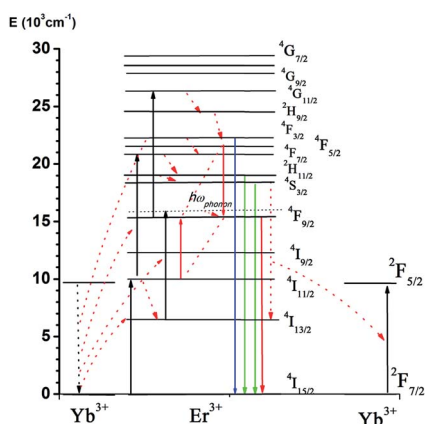 E (10³cm⁻¹)
30
25
20
15
10
5
0
⁴G₇/₂
⁴G₉/₂
⁴G₁₁/₂
²H₉/₂
⁴F₃/₂
⁴F₅/₂
⁴F₇/₂
²H₁₁/₂
⁴S₃/₂
ħω phonon
⁴F₉/₂
⁴I₉/₂
⁴I₁₁/₂
⁴I₁₃/₂
⁴I₁₅/₂
²F₅/₂
²F₇/₂
Yb³⁺
Er³⁺
Yb³⁺